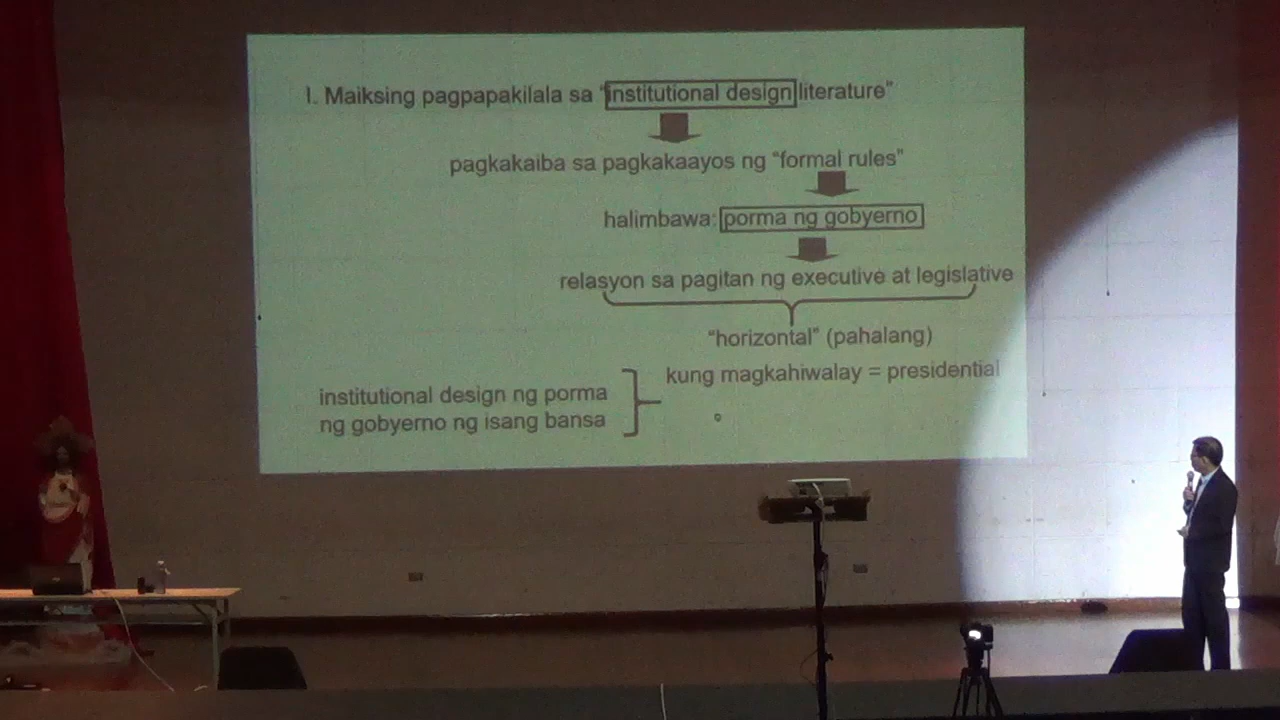 I. Maiksing pagpapakilala sa “institutional design literature”
pagkakaiba sa pagkakaayos ng “formal rules”
halimbawa: porma ng gobyerno
relasyon sa pagitan ng executive at legislative
“horizontal” (pahalang)
kung magkahiwalay = presidential
institutional design ng porma
ng gobyerno ng isang bansa